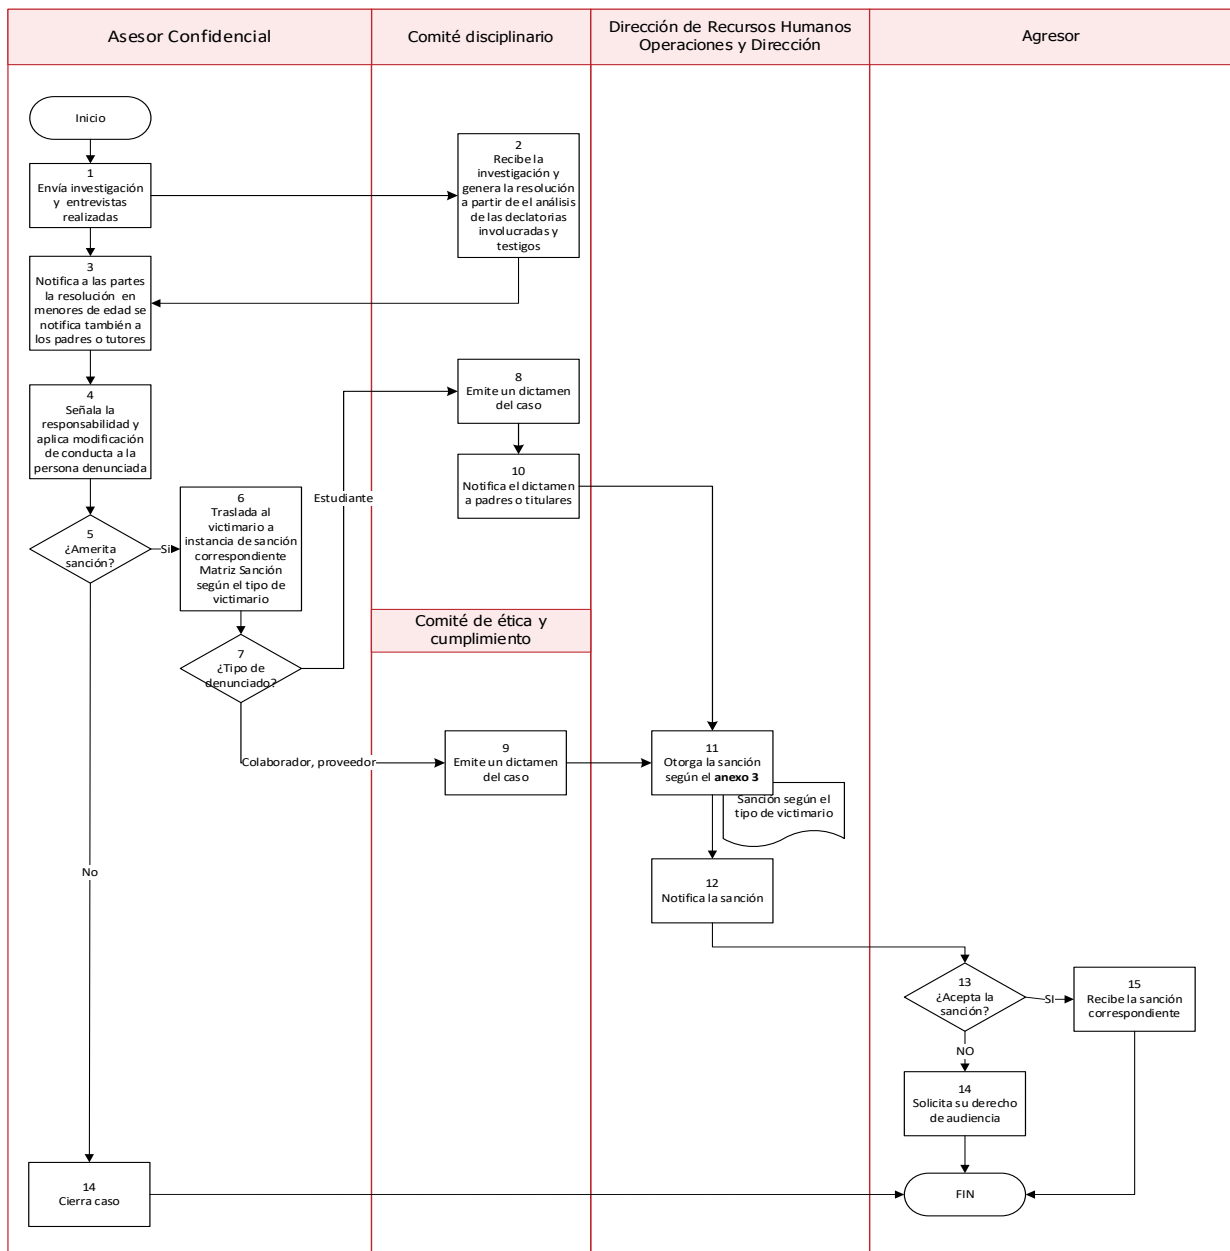 Asesor Confidencial
Comité disciplinario
Dirección de Recursos Humanos
Operaciones y Dirección
Agresor
Inicio
1
Envía investigación
y entrevistas
realizadas
2
Recibe la
investigación y
genera la resolución
a partir de el análisis
de las declatorias
involucradas y
testigos
3
Notifica a las partes
la resolución en
menores de edad se
notifica también a
los padres o tutores
4
Señala la
responsabilidad y
aplica modificación
de conducta a la
persona denunciada
5
¿Amerita
sanción?
Si
6
Traslada al
victimario a
instancia de sanción
correspondiente
Matriz Sanción
según el tipo de
victimario
7
¿Tipo de
denunciado?
Estudiante
8
Emite un dictamen
del caso
10
Notifica el dictamen
a padres o titulares
Comité de ética y
cumplimiento
Colaborador, proveedor
9
Emite un dictamen
del caso
11
Otorga la sanción
según el anexo 3
Sanción según el
tipo de victimario
12
Notifica la sanción
No
13
¿Acepta la
sanción?
SI
15
Recibe la sanción
correspondiente
NO
14
Solicita su derecho
de audiencia
14
Cierra caso
FIN